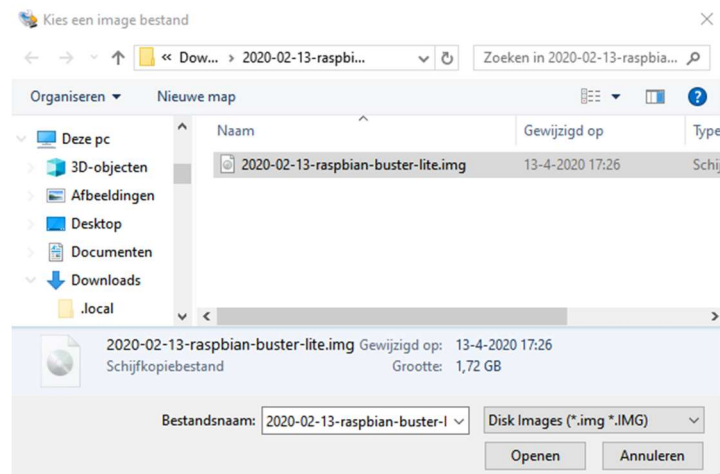 Kies een image bestand
« Dow... › 2020-02-13-raspbi...
Zoeken in 2020-02-13-raspbia...
Organiseren
Nieuwe map
Naam
Gewijzigd op
Type
2020-02-13-raspbian-buster-lite.img
13-4-2020 17:26
Schij
Deze pc
3D-objecten
Afbeeldingen
Desktop
Documenten
Downloads
.local
2020-02-13-raspbian-buster-lite.img Gewijzigd op: 13-4-2020 17:26
Schijfkopiebestand Grootte: 1,72 GB
Bestandsnaam: 2020-02-13-raspbian-buster-l
Disk Images (*.img *.IMG)
Openen
Annuleren